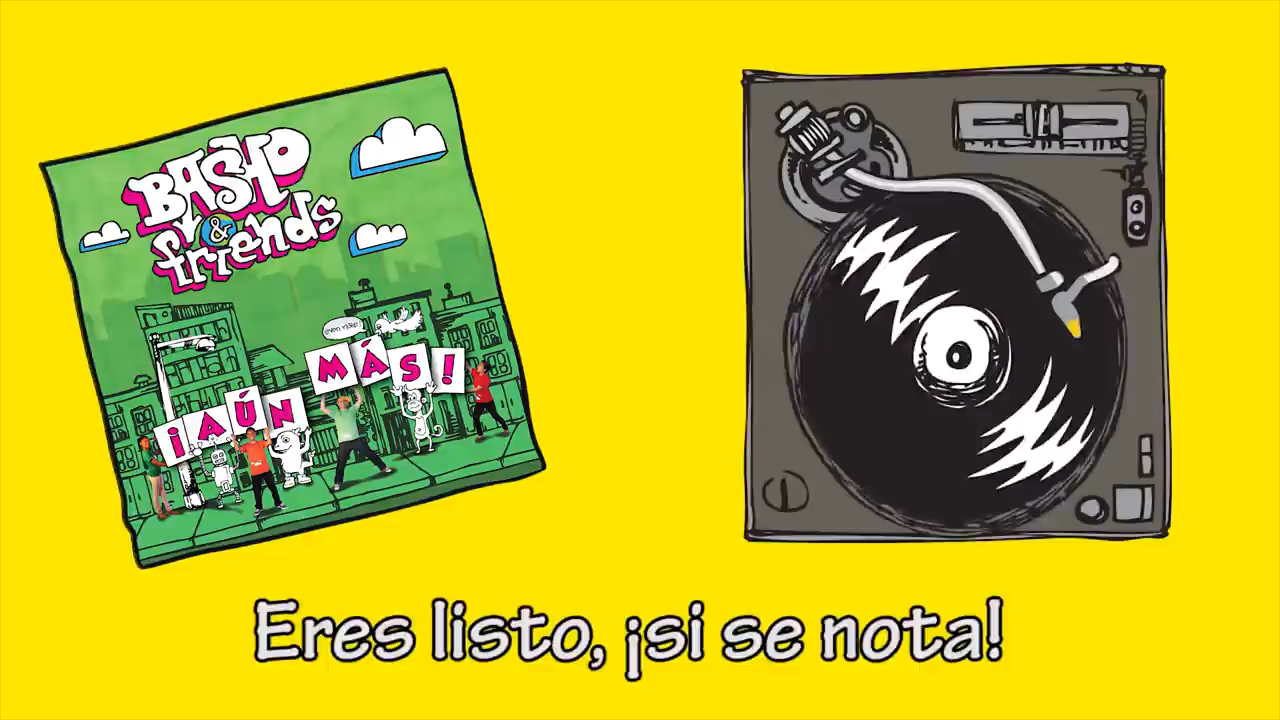 BASHO
&
friends
(even more!)
¡AÚN
MÁS!
Eres listo, ¡si se nota!